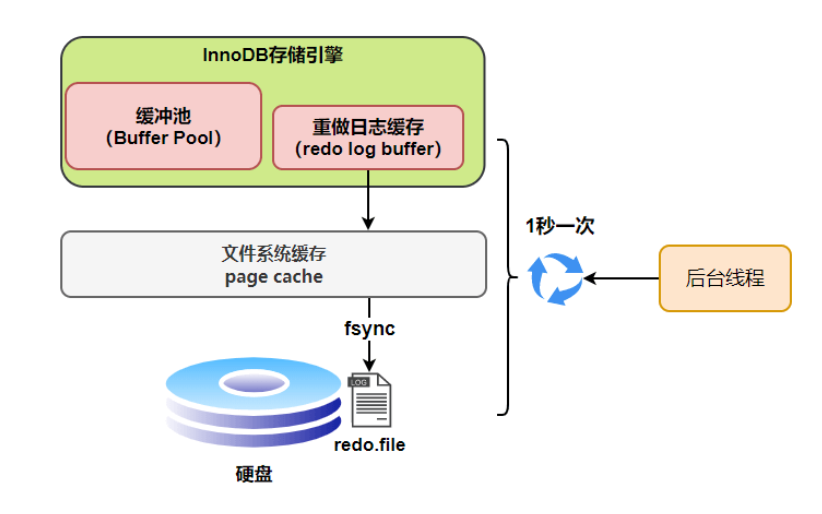 InnoDB存储引擎
缓冲池
（Buffer Pool）
重做日志缓存
（redo log buffer）
1秒一次
文件系统缓存
page cache
后台线程
fsync
LOG
redo.file
硬盘